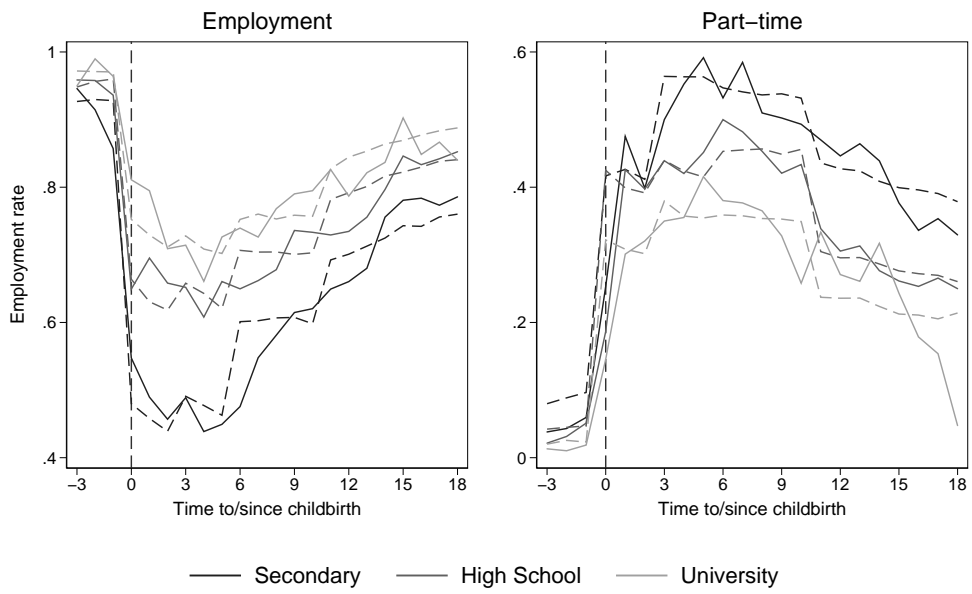 Employment
Part−time
Employment rate
1
.8
.6
.4
−3 0 3 6 9 12 15 18
Time to/since childbirth
.6
.4
.2
0
−3 0 3 6 9 12 15 18
Time to/since childbirth
Secondary High School University